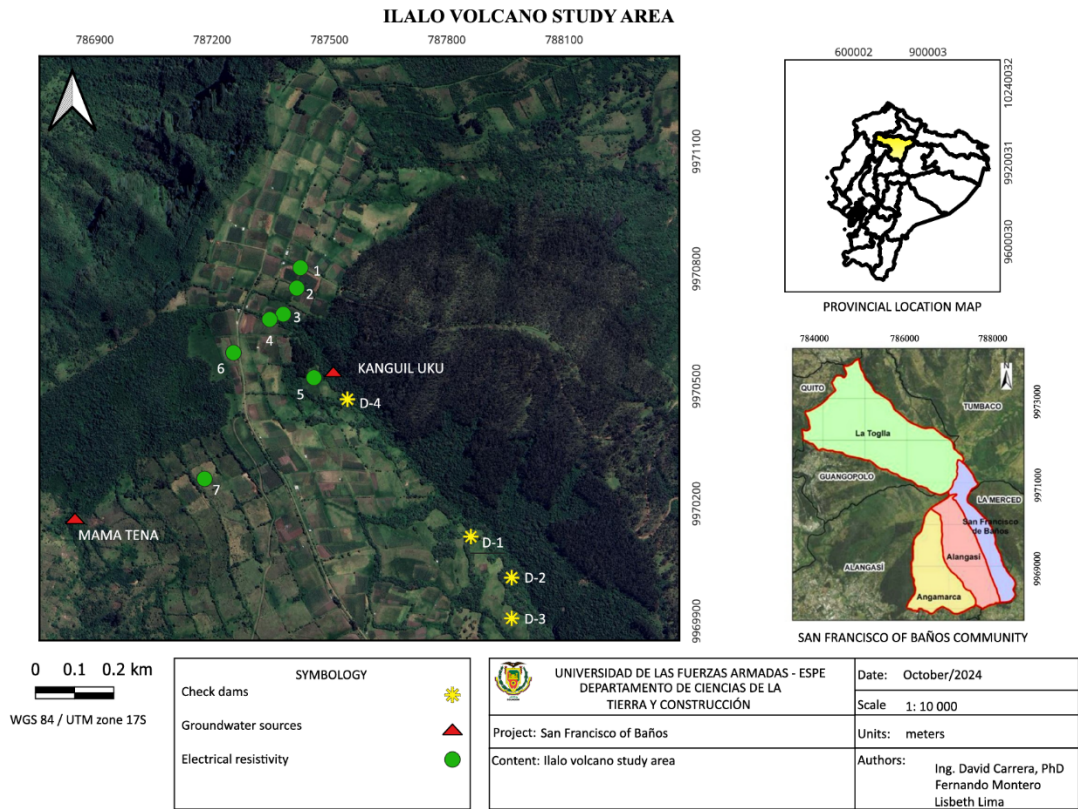 ILALO VOLCANO STUDY AREA
786900 787200 787500 787800 788100
9971100
9970800
9970500
9970200
9969900
1
2
3
4
6
5
KANGUIL UKU
D-4
7
MAMA TENA
D-1
D-2
D-3
600002 900003
10240032
9920031
9600030
PROVINCIAL LOCATION MAP
784000 786000 788000
9973000
9971000
9969000
N
QUITO
TUMBACO
La Toglla
GUANGOPOLO
LA MERCED
San Francisco
de Baños
Alangasi
ALANGASÍ
Angamarca
SAN FRANCISCO OF BAÑOS COMMUNITY
0 0.1 0.2 km
WGS 84 / UTM zone 17S
SYMBOLOGY
Check dams
Groundwater sources
Electrical resistivity
UNIVERSIDAD DE LAS FUERZAS ARMADAS - ESPE
DEPARTAMENTO DE CIENCIAS DE LA
TIERRA Y CONSTRUCCIÓN
Project: San Francisco of Baños
Content: Ilalo volcano study area
Date: October/2024
Scale 1: 10 000
Units: meters
Authors:
Ing. David Carrera, PhD
Fernando Montero
Lisbeth Lima